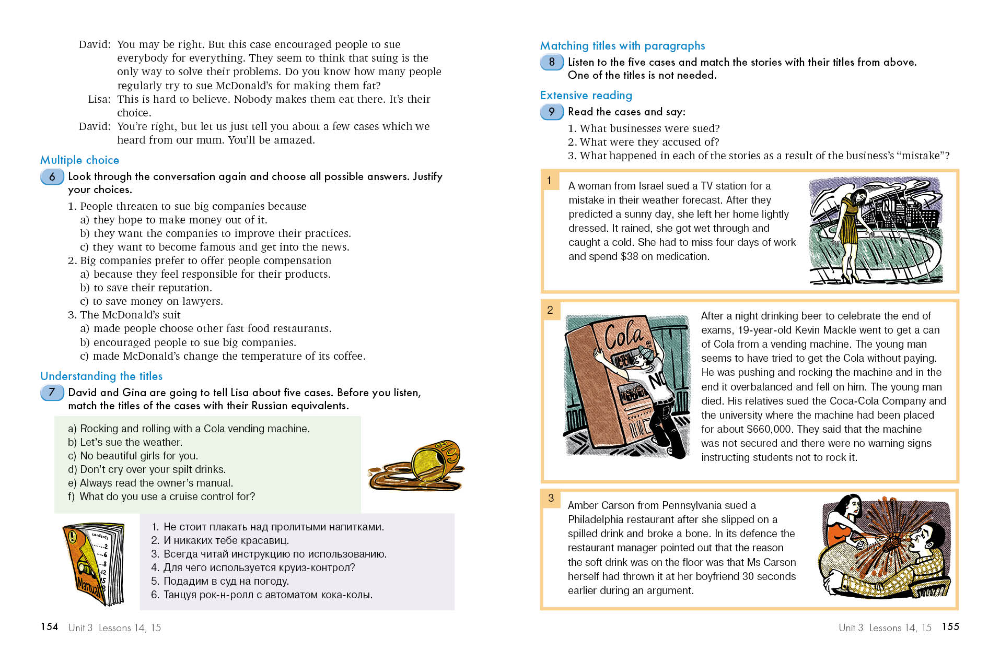 David: You may be right. But this case encouraged people to sue
everybody for everything. They seem to think that suing is the
only way to solve their problems. Do you know how many people
regularly try to sue McDonald’s for making them fat?
Lisa: This is hard to believe. Nobody makes them eat there. It’s their
choice.
David: You’re right, but let us just tell you about a few cases which we
heard from our mum. You’ll be amazed.
Multiple choice
6 Look through the conversation again and choose all possible answers. Justify
your choices.
1. People threaten to sue big companies because
a) they hope to make money out of it.
b) they want the companies to improve their practices.
c) they want to become famous and get into the news.
2. Big companies prefer to offer people compensation
a) because they feel responsible for their products.
b) to save their reputation.
c) to save money on lawyers.
3. The McDonald’s suit
a) made people choose other fast food restaurants.
b) encouraged people to sue big companies.
c) made McDonald’s change the temperature of its coffee.
Understanding the titles
7 David and Gina are going to tell Lisa about five cases. Before you listen,
match the titles of the cases with their Russian equivalents.
a) Rocking and rolling with a Cola vending machine.
b) Let’s sue the weather.
c) No beautiful girls for you.
d) Don’t cry over your spilt drinks.
e) Always read the owner’s manual.
f) What do you use a cruise control for?
1. Не стоит плакать над пролитыми напитками.
2. И никаких тебе красавиц.
3. Всегда читай инструкцию по использованию.
4. Для чего используется круиз-контрол?
5. Подадим в суд на погоду.
6. Танцуя рок-н-ролл с автоматом кока-колы.
contents
Manual
154 Unit 3 Lessons 14, 15
Matching titles with paragraphs
8 Listen to the five cases and match the stories with their titles from above.
One of the titles is not needed.
Extensive reading
9 Read the cases and say:
1. What businesses were sued?
2. What were they accused of?
3. What happened in each of the stories as a result of the business’s “mistake”?
1
A woman from Israel sued a TV station for a
mistake in their weather forecast. After they
predicted a sunny day, she left her home lightly
dressed. It rained, she got wet through and
caught a cold. She had to miss four days of work
and spend $38 on medication.
2
Cola
NO
After a night drinking beer to celebrate the end of
exams, 19-year-old Kevin Mackle went to get a can
of Cola from a vending machine. The young man
seems to have tried to get the Cola without paying.
He was pushing and rocking the machine and in the
end it overbalanced and fell on him. The young man
died. His relatives sued the Coca-Cola Company and
the university where the machine had been placed
for about $660,000. They said that the machine
was not secured and there were no warning signs
instructing students not to rock it.
3
Amber Carson from Pennsylvania sued a
Philadelphia restaurant after she slipped on a
spilled drink and broke a bone. In its defence the
restaurant manager pointed out that the reason
the soft drink was on the floor was that Ms Carson
herself had thrown it at her boyfriend 30 seconds
earlier during an argument.
Unit 3 Lessons 14, 15 155